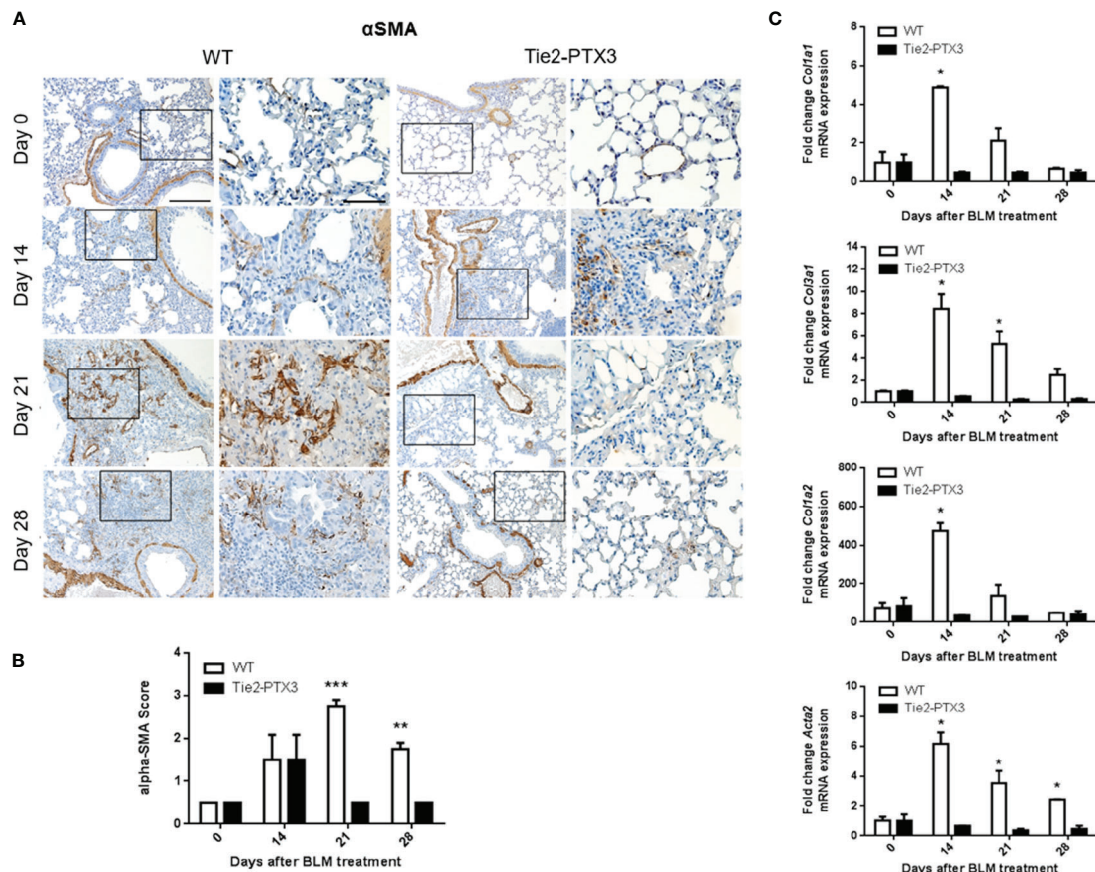 A
αSMA
WT
Tie2-PTX3
Day 0
Day 14
Day 21
Day 28
B
alpha-SMA Score
4
3
2
1
0
WT
Tie2-PTX3
***
**
0
14
21
28
Days after BLM treatment
C
Fold change Col1a1
mRNA expression
8
6
4
2
0
WT
Tie2-PTX3
*
0
14
21
28
Days after BLM treatment
Fold change Col3a1
mRNA expression
14
12
10
8
6
4
2
0
WT
Tie2-PTX3
*
*
0
14
21
28
Days after BLM treatment
Fold change Col1a2
mRNA expression
800
600
400
200
0
WT
Tie2-PTX3
*
0
14
21
28
Days after BLM treatment
Fold change Acta2
mRNA expression
10
8
6
4
2
0
WT
Tie2-PTX3
*
*
*
0
14
21
28
Days after BLM treatment